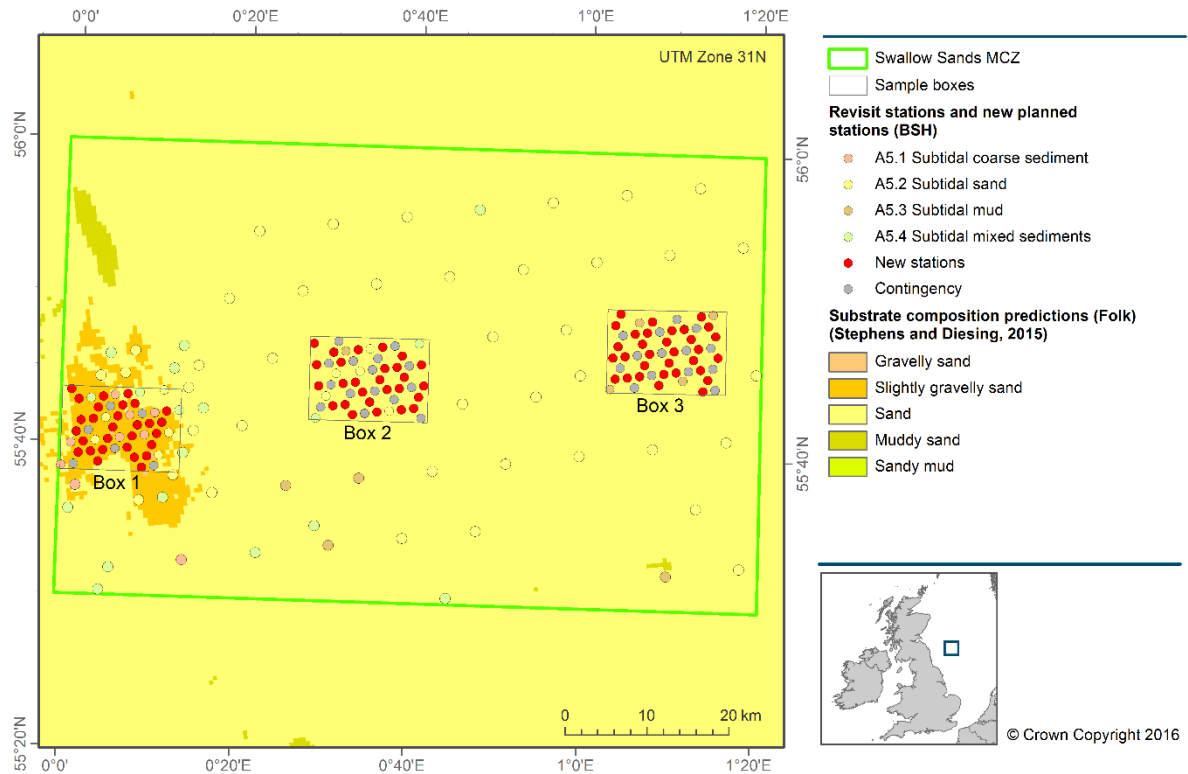 0°0'
0°20'E
0°40'E
1°0'E
1°20'E
UTM Zone 31N
56°0'N
56°0'N
55°40'N
55°40'N
55°20'N
Box 1
Box 2
Box 3
0
10
20 km
0°0'E
0°20'E
0°40'E
1°0'E
1°20'E
Swallow Sands MCZ
Sample boxes
Revisit stations and new planned
stations (BSH)
A5.1 Subtidal coarse sediment
A5.2 Subtidal sand
A5.3 Subtidal mud
A5.4 Subtidal mixed sediments
New stations
Contingency
Substrate composition predictions (Folk)
(Stephens and Diesing, 2015)
Gravelly sand
Slightly gravelly sand
Sand
Muddy sand
Sandy mud
© Crown Copyright 2016